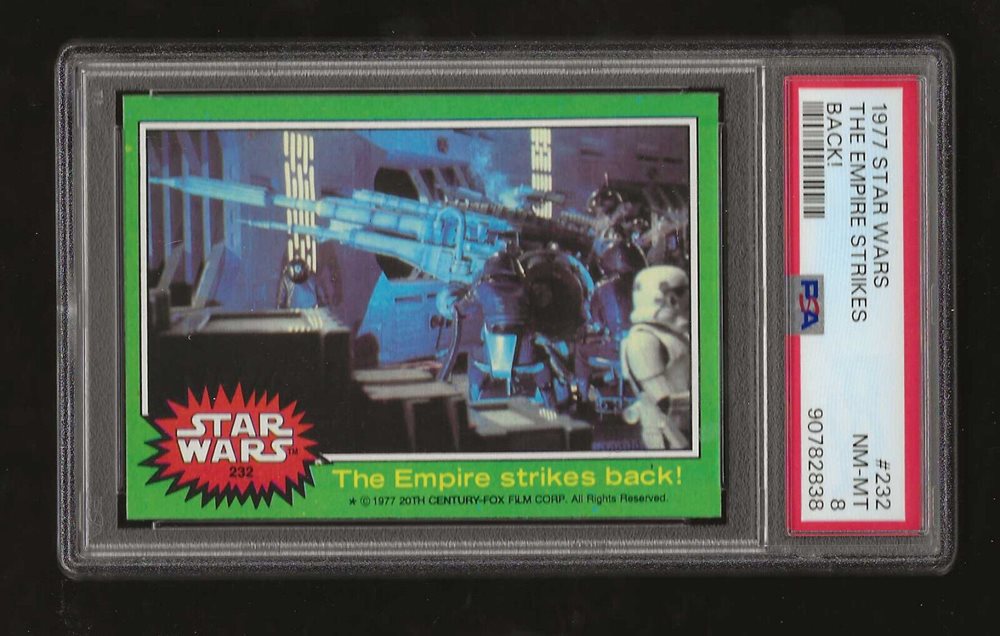 STAR
WARS™
232
The Empire strikes back!
* © 1977 20TH CENTURY-FOX FILM CORP. All Rights Reserved.
1977 STAR WARS #232
THE EMPIRE STRIKES NM-MT
BACK! 8
PSA 90782838